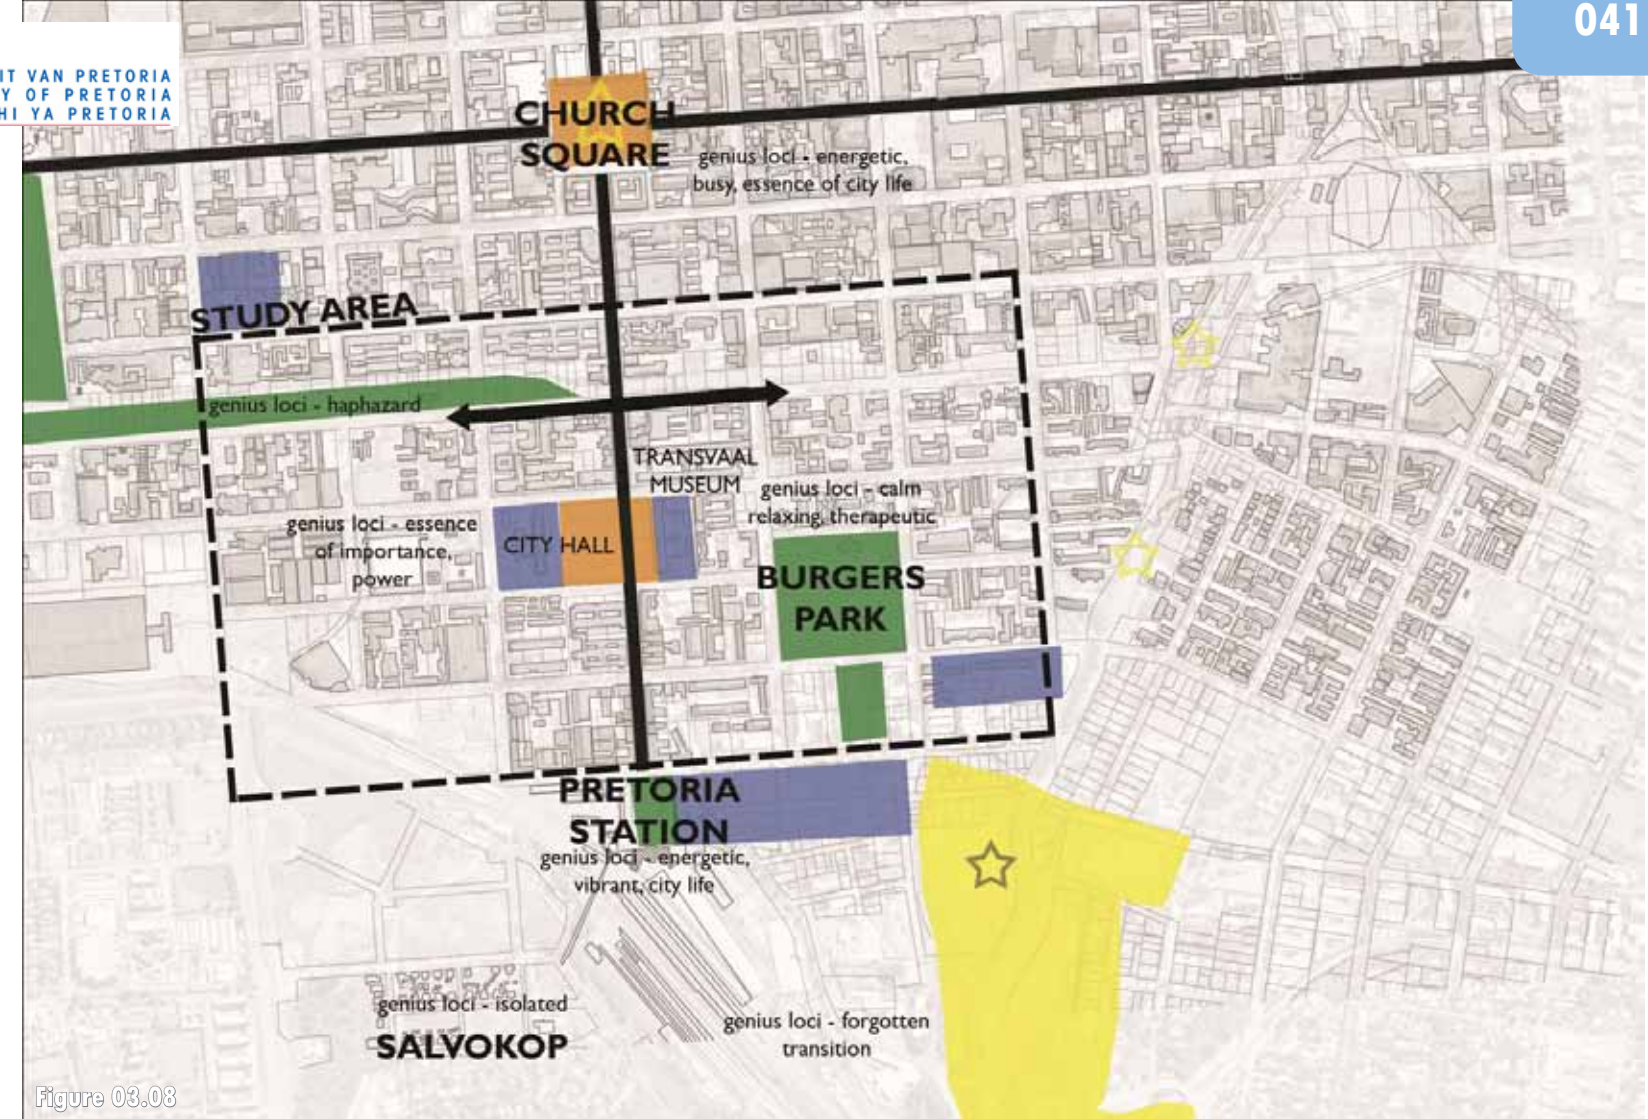 041
IT VAN PRETORIA
Y OF PRETORIA
HI YA PRETORIA
CHURCH
SQUARE
genius loci - energetic,
busy, essence of city life
STUDY AREA
genius loci - haphazard
TRANSVAAL
MUSEUM
genius loci - calm
relaxing, therapeutic
genius loci - essence
of importance,
power
CITY HALL
BURGERS
PARK
PRETORIA
STATION
genius loci - energetic,
vibrant, city life
genius loci - isolated
SALVOKOP
genius loci - forgotten
transition
Figure 03.08